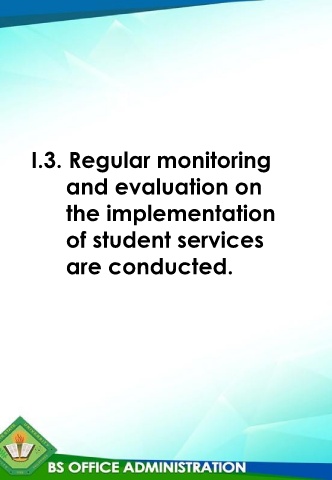 I.3. Regular monitoring
and evaluation on
the implementation
of student services
are conducted.
BS OFFICE ADMINISTRATION